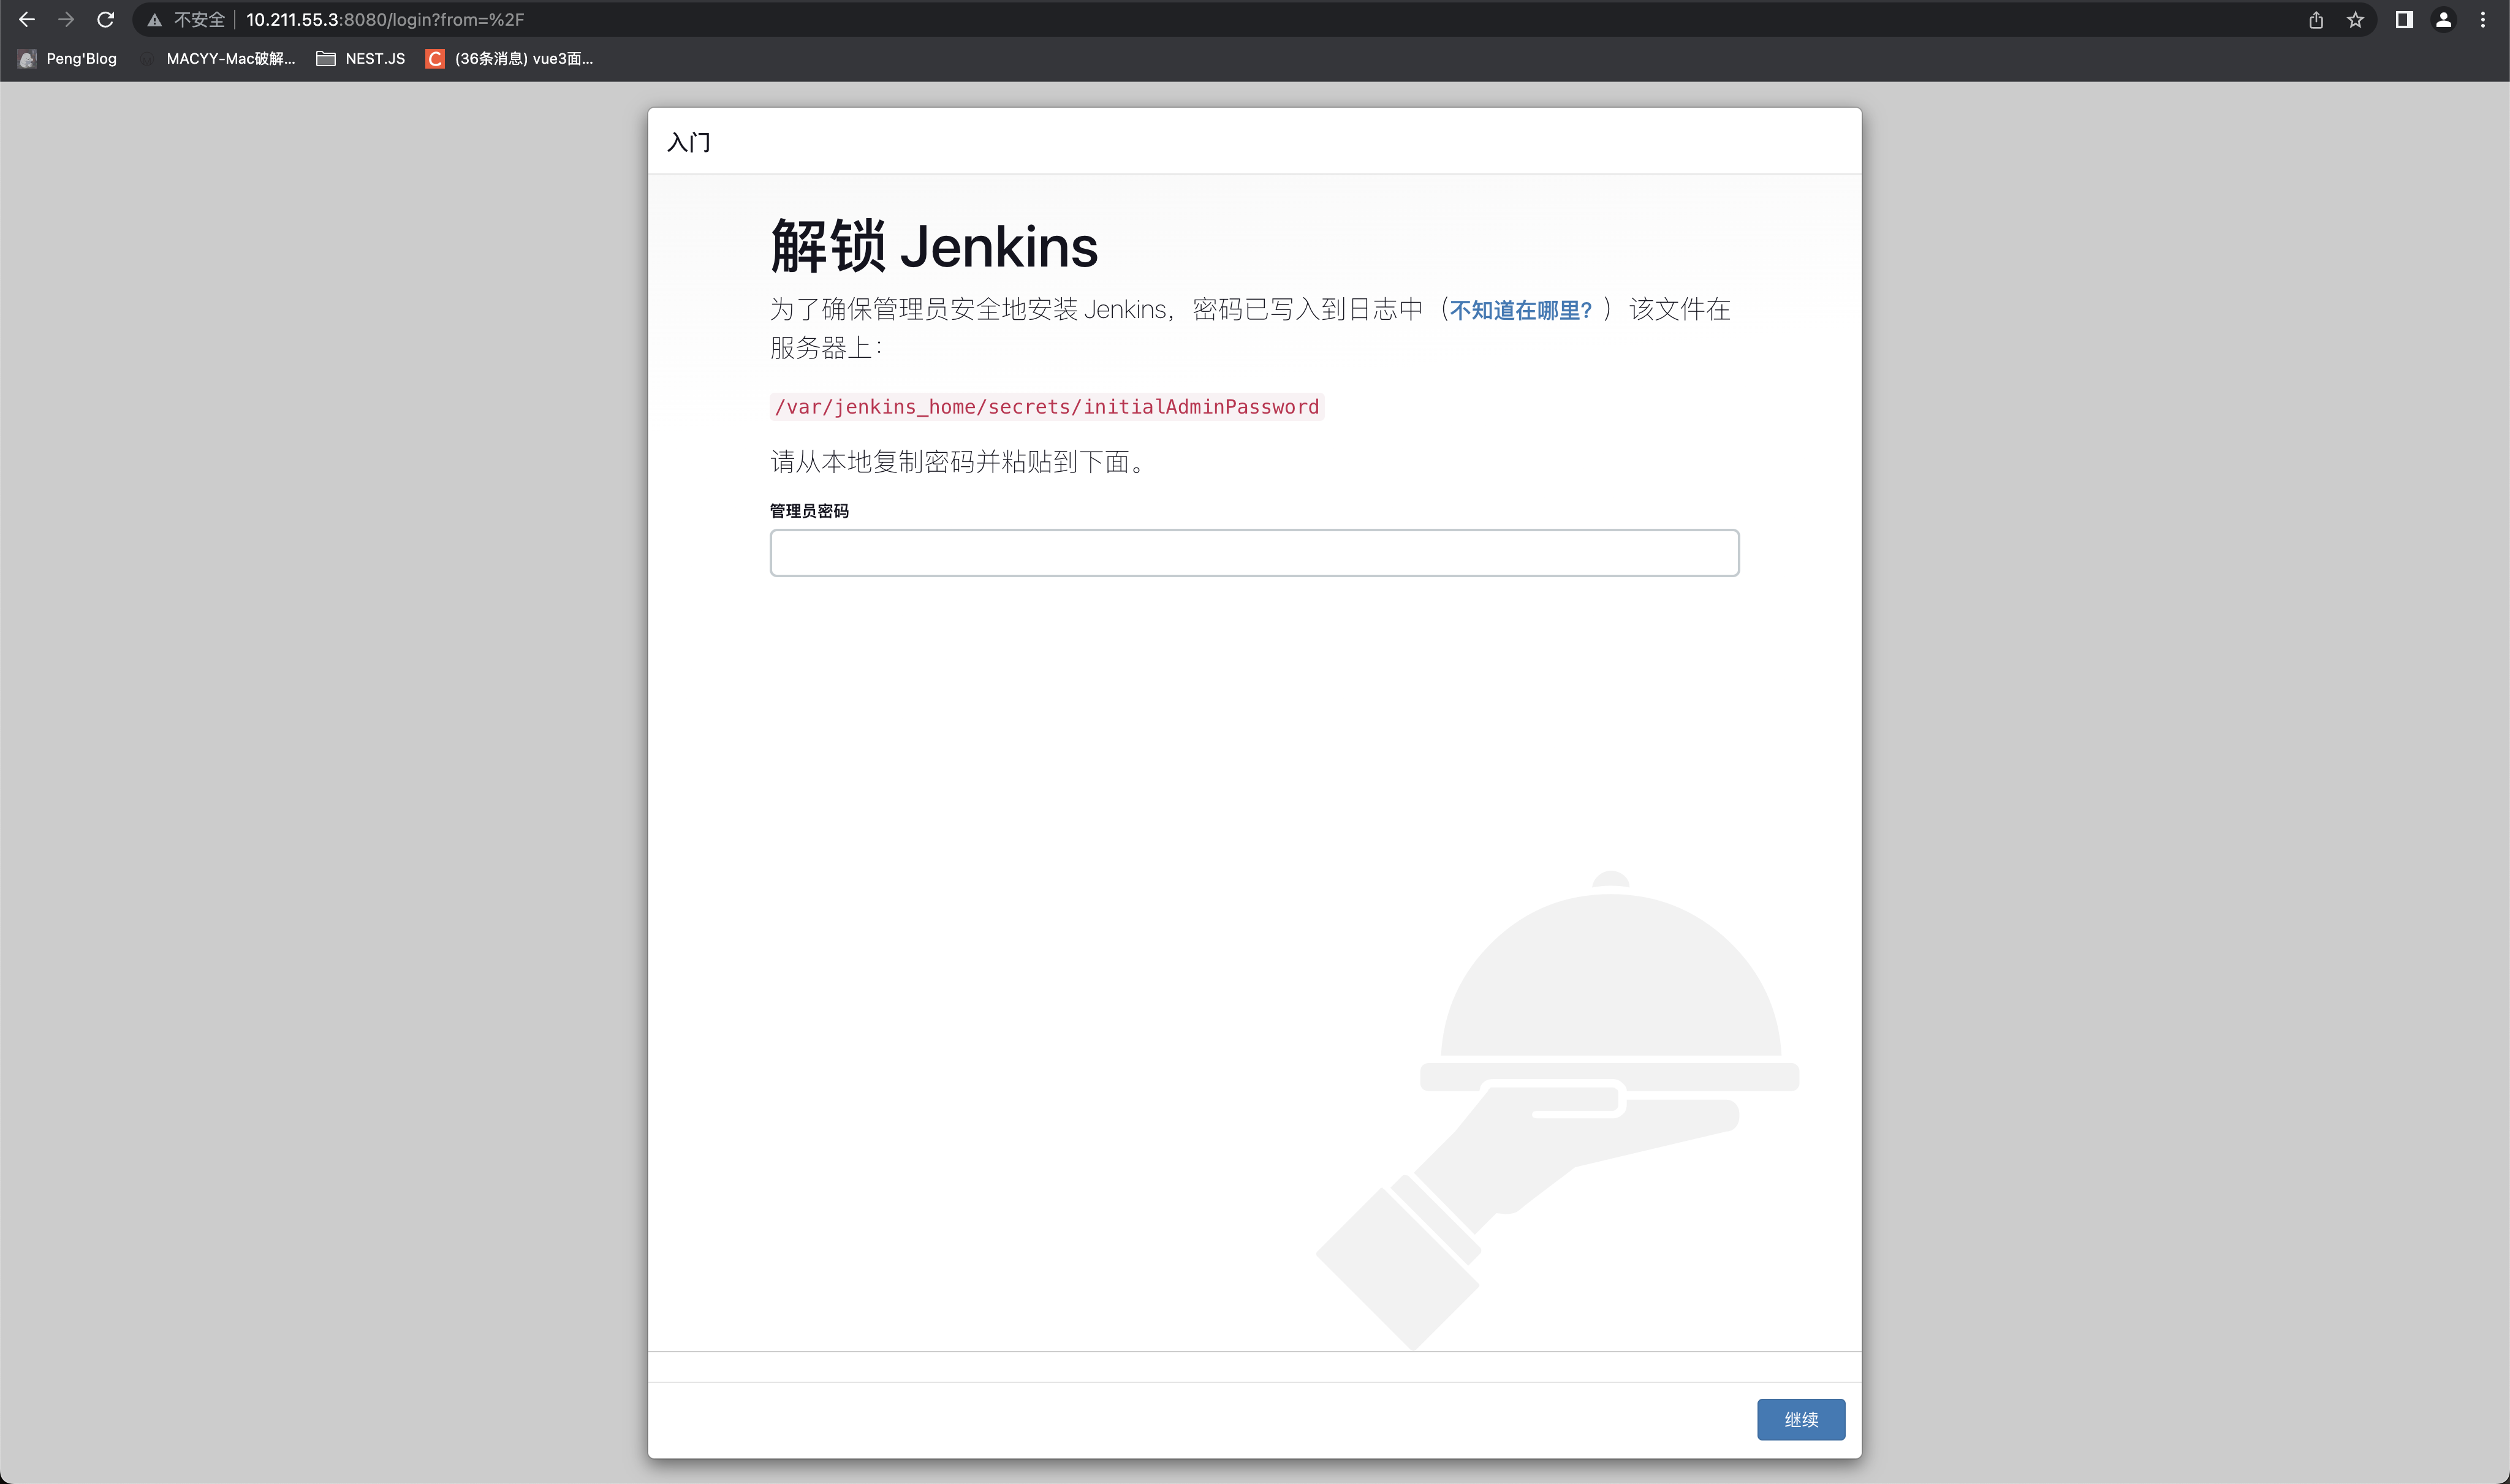 不安全 10.211.55.3:8080/login?from=%2F
Peng'Blog MACYY-Mac破解... NEST.JS C (36条消息) vue3面...
入门
解锁 Jenkins
为了确保管理员安全地安装 Jenkins，密码已写入到日志中（不知道在哪里？）该文件在
服务器上：
/var/jenkins_home/secrets/initialAdminPassword
请从本地复制密码并粘贴到下面。
管理员密码
继续